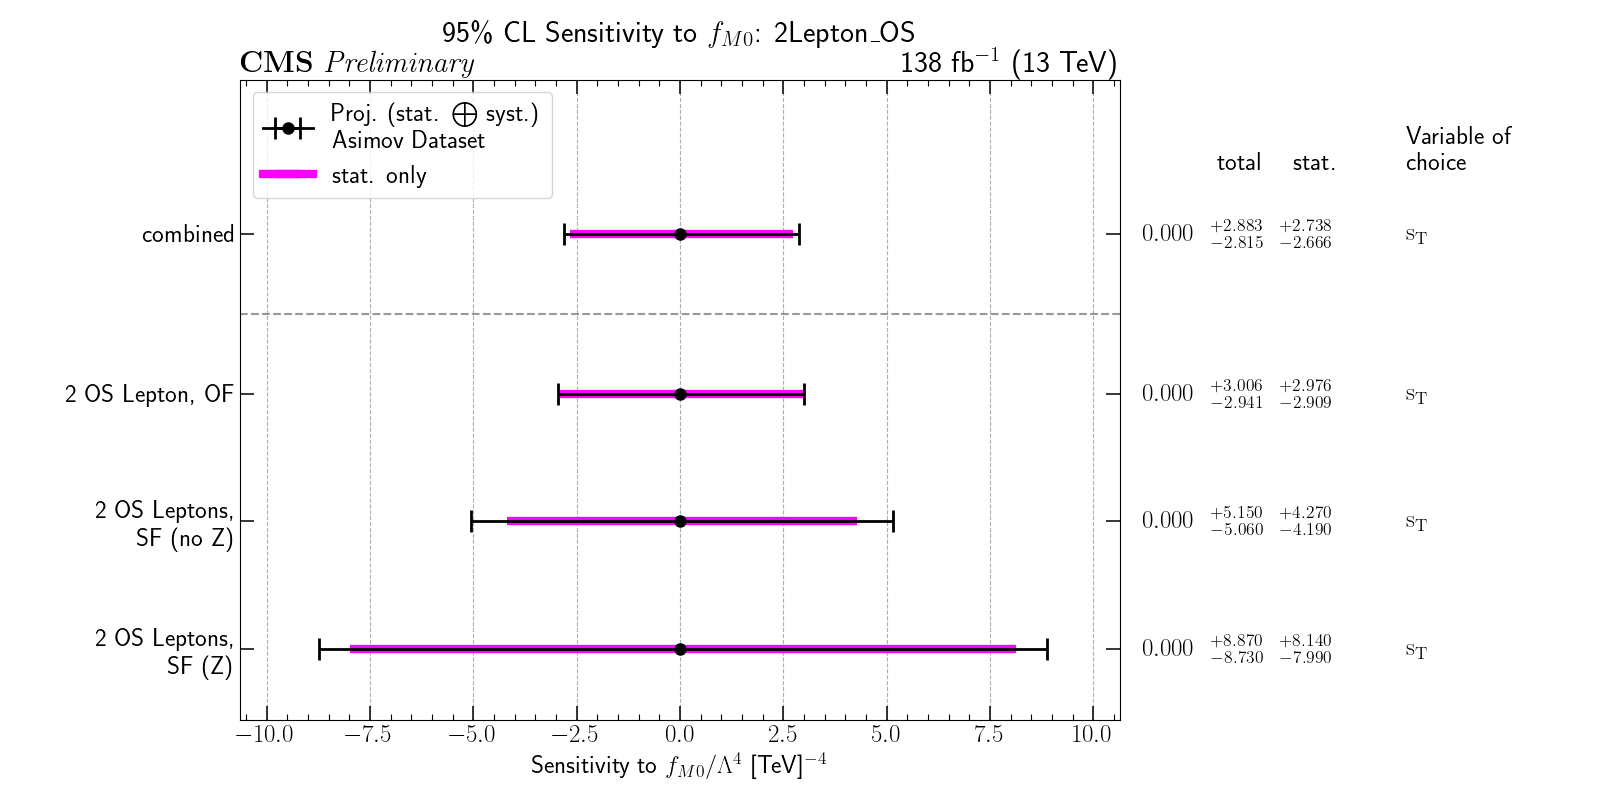 95% CL Sensitivity to f_{M0}: 2Lepton_OS
CMS Preliminary 138 fb⁻¹ (13 TeV)
Proj. (stat. ⨁ syst.)
Asimov Dataset
stat. only
Variable of
total stat. choice
combined 0.000 +2.883 −2.815 +2.738 −2.666 s_T
2 OS Lepton, OF 0.000 +3.006 −2.941 +2.976 −2.909 s_T
2 OS Leptons,
SF (no Z) 0.000 +5.150 −5.060 +4.270 −4.190 s_T
2 OS Leptons,
SF (Z) 0.000 +8.870 −8.730 +8.140 −7.990 s_T
−10.0 −7.5 −5.0 −2.5 0.0 2.5 5.0 7.5 10.0
Sensitivity to f_{M0}/Λ⁴ [TeV]⁻⁴